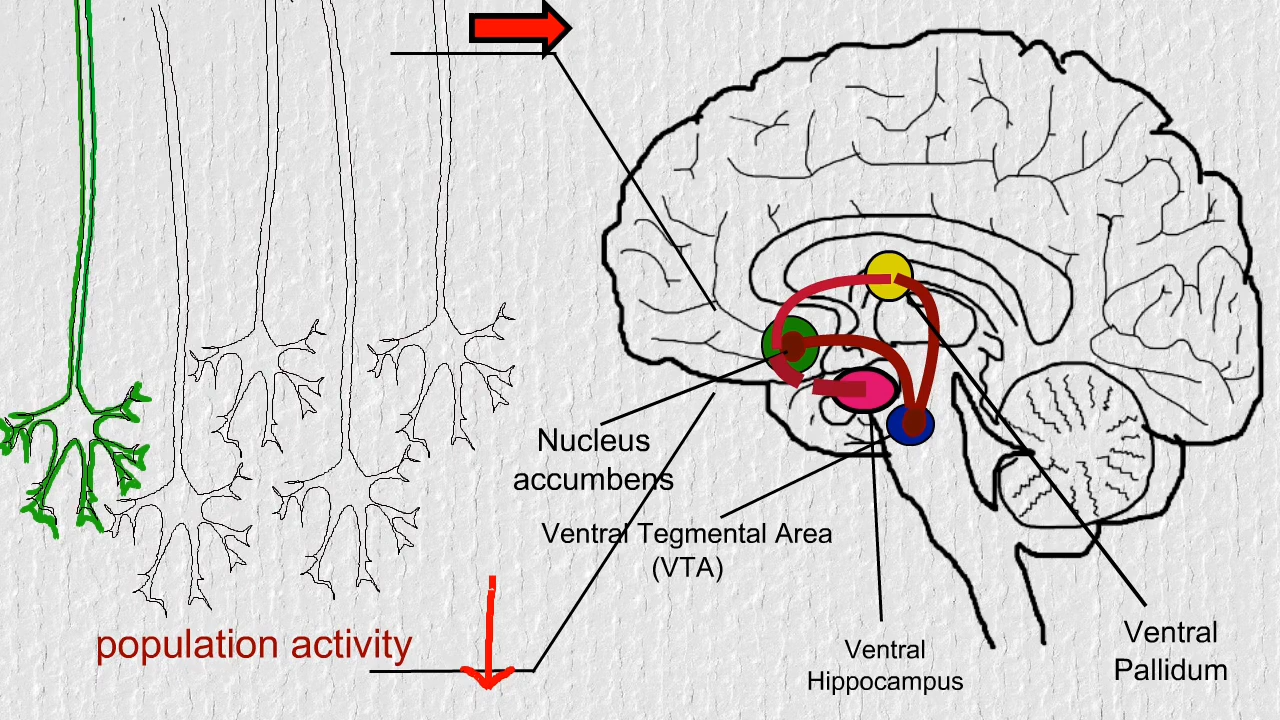 Nucleus
accumbens
Ventral Tegmental Area
(VTA)
population activity
Ventral
Hippocampus
Ventral
Pallidum